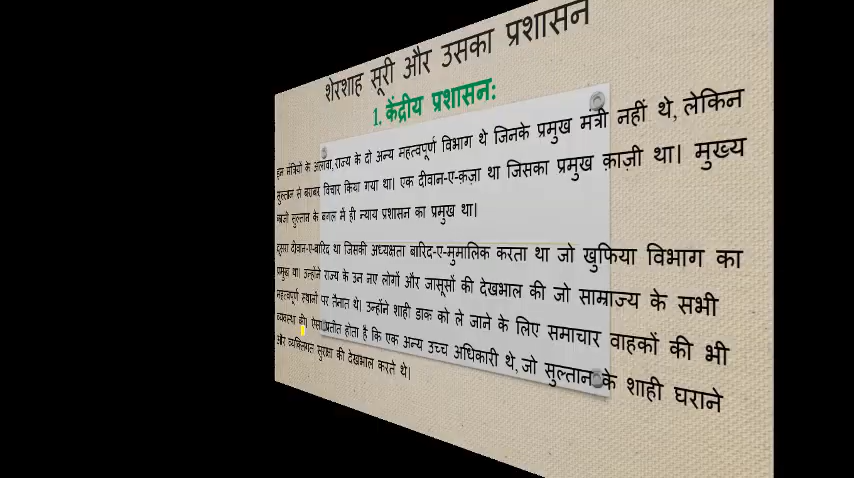 शेरशाह सूरी और उसका प्रशासन
1. केंद्रीय प्रशासन:
इन मंत्रियों के अलावा, राज्य के दो अन्य महत्वपूर्ण विभाग थे जिनके प्रमुख मंत्री नहीं थे, लेकिन
सुल्तान से बराबर विचार किया गया था। एक दीवान-ए-क़ज़ा था जिसका प्रमुख क़ाज़ी था। मुख्य
क़ाज़ी सुल्तान के बगल में ही न्याय प्रशासन का प्रमुख था।
दूसरा दीवान-ए-बारिद था जिसकी अध्यक्षता बारिद-ए-मुमालिक करता था जो खुफिया विभाग का
प्रमुख था। उन्होंने राज्य के उन नए लोगों और जासूसों की देखभाल की जो साम्राज्य के सभी
महत्वपूर्ण स्थानों पर तैनात थे। उन्होंने शाही डाक को ले जाने के लिए समाचार वाहकों की भी
व्यवस्था की। ऐसा प्रतीत होता है कि एक अन्य उच्च अधिकारी थे, जो सुल्तान के शाही घराने
और व्यक्तिगत सुरक्षा की देखभाल करते थे।